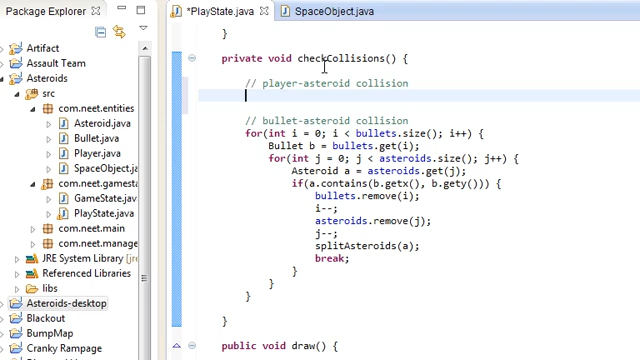 Package Explorer
*PlayState.java
SpaceObject.java
Artifact
Assault Team
Asteroids
src
com.neet.entities
Asteroid.java
Bullet.java
Player.java
SpaceObject.java
com.neet.gamesta
GameState.java
PlayState.java
com.neet.main
com.neet.manage
JRE System Library [jre
Referenced Libraries
libs
Asteroids-desktop
Blackout
BumpMap
Cranky Rampage
}
private void checkCollisions() {
// player-asteroid collision
// bullet-asteroid collision
for(int i = 0; i < bullets.size(); i++) {
Bullet b = bullets.get(i);
for(int j = 0; j < asteroids.size(); j++) {
Asteroid a = asteroids.get(j);
if(a.contains(b.getx(), b.gety())) {
bullets.remove(i);
i--;
asteroids.remove(j);
j--;
splitAsteroids(a);
break;
}
}
}
}
public void draw() {